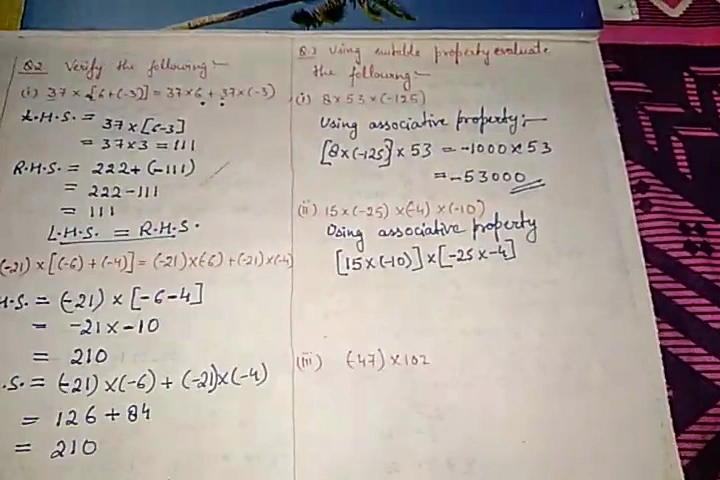 Q.2 Verify the following:-
(i) 37 × [6+(-3)] = 37×6 + 37×(-3)
L.H.S. =
37×[6-3]
= 37×3 = 111
R.H.S. = 222+(-111)
= 222-111
= 111
L.H.S. = R.H.S.
(-21) × [(-6) + (-4)] = (-21)×(-6) + (-21)×(-4)
H.S. = (-21) × [-6-4]
= -21×-10
= 210
.S. = (-21)×(-6) + (-21)×(-4)
= 126+84
= 210
Q.3 Using suitable property evaluate
the following:-
(i) 8×53×(-125)
Using associative property:-
[8×(-125]×53 = -1000×53
= -53000
(ii) 15×(-25)×(-4)×(-10)
Using associative property
[15×(-10)]×[-25×-4]
(iii) (-47)×102